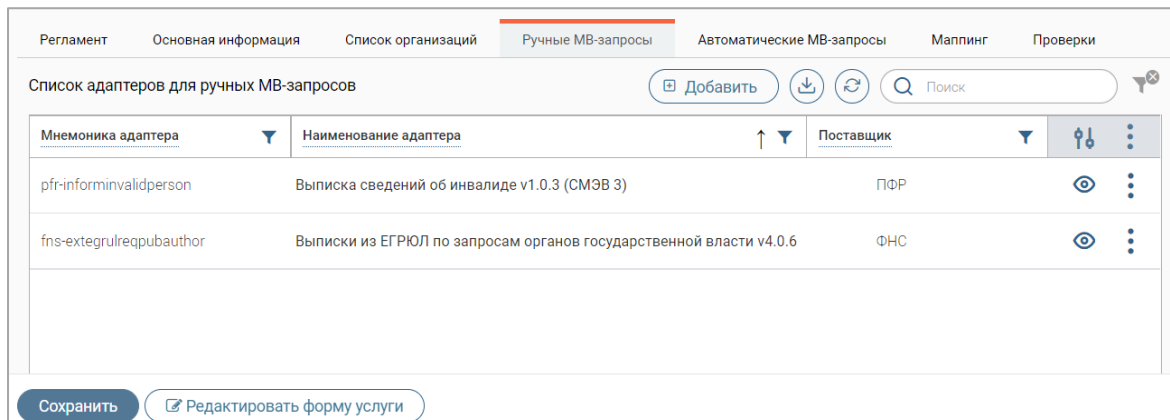 Регламент Основная информация Список организаций Ручные МВ-запросы Автоматические МВ-запросы Маппинг Проверки
Список адаптеров для ручных МВ-запросов Добавить Поиск
Мнемоника адаптера Наименование адаптера Поставщик
pfr-informinvalidperson Выписка сведений об инвалиде v1.0.3 (СМЭВ 3) ПФР
fns-extegrulreqpubauthor Выписки из ЕГРЮЛ по запросам органов государственной власти v4.0.6 ФНС
Сохранить Редактировать форму услуги